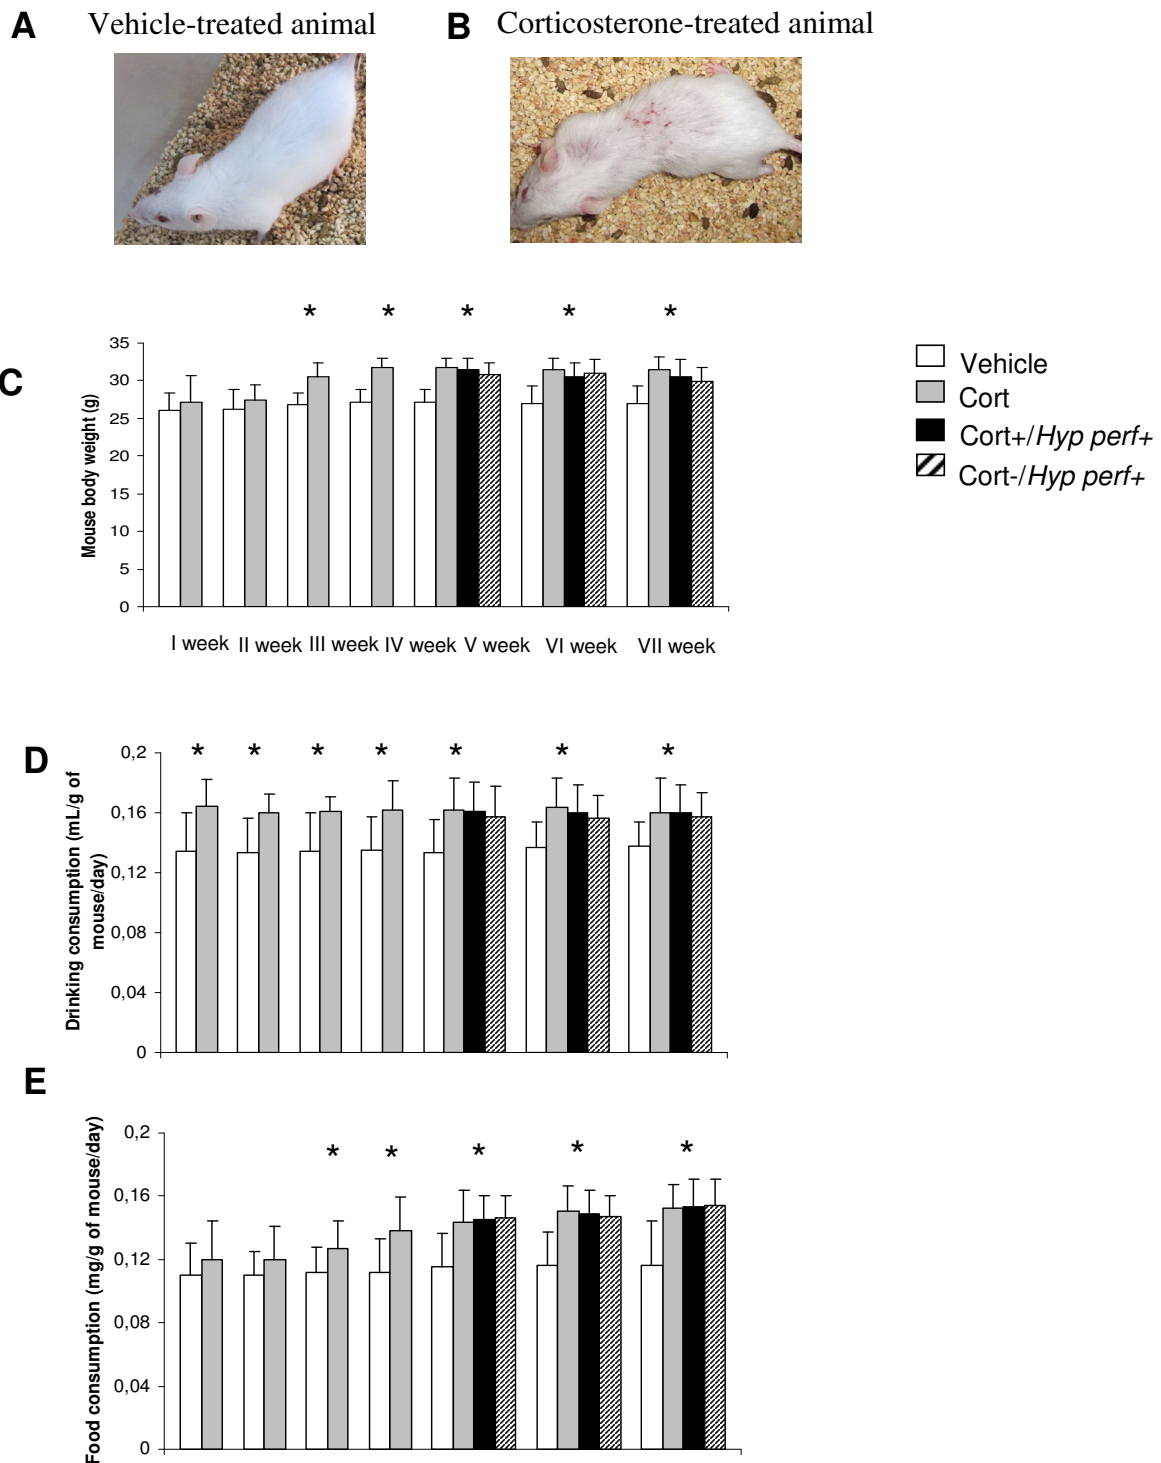 A Vehicle-treated animal
B Corticosterone-treated animal
C
* * * * *
Mouse body weight (g)
35
30
25
20
15
10
5
0
I week II week III week IV week V week VI week VII week
Vehicle
Cort
Cort+/Hyp perf+
Cort-/Hyp perf+
D
* * * * * * *
Drinking consumption (mL/g of
mouse/day)
0,2
0,16
0,12
0,08
0,04
0
E
* * * * *
Food consumption (mg/g of mouse/day)
0,2
0,16
0,12
0,08
0,04
0